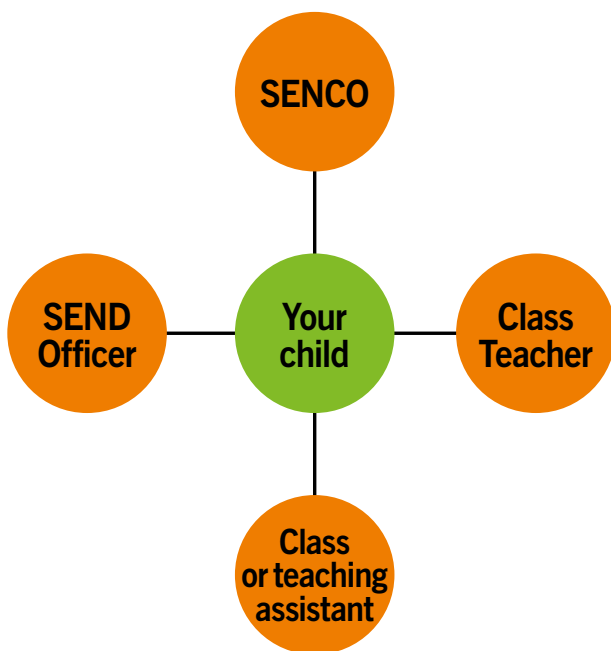 SENCO
SEND
Officer
Your
child
Class
Teacher
Class
or teaching
assistant